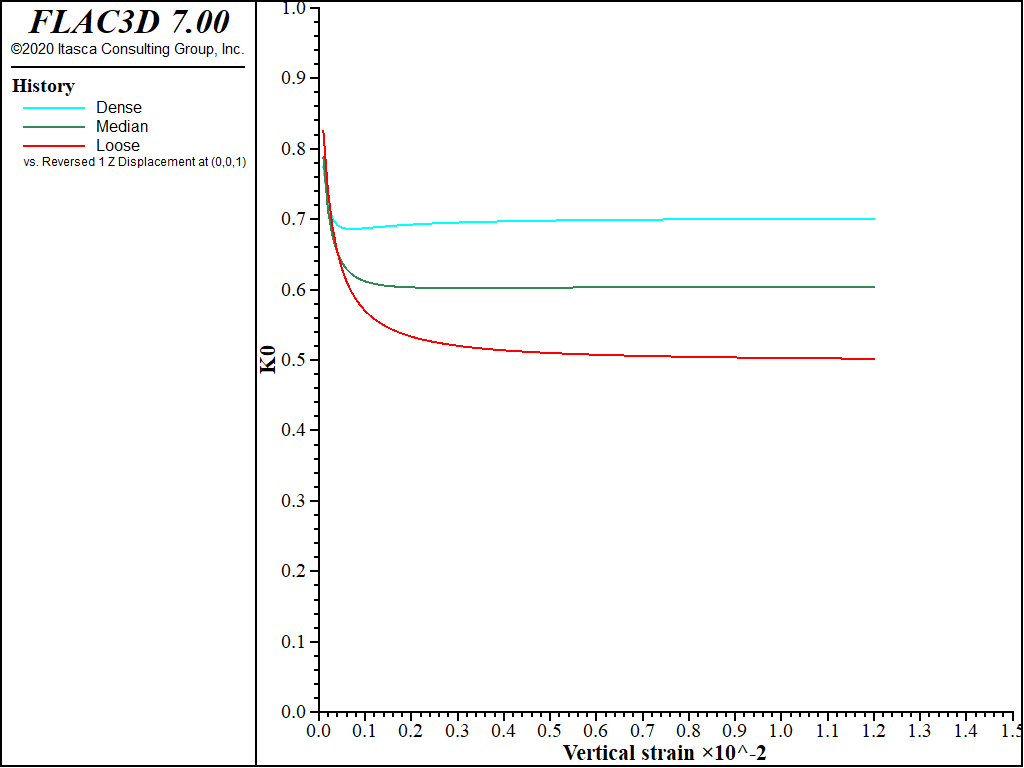 FLAC3D 7.00
©2020 Itasca Consulting Group, Inc.
History
Dense
Median
Loose
vs. Reversed 1 Z Displacement at (0,0,1)
K0
1.0
0.9
0.8
0.7
0.6
0.5
0.4
0.3
0.2
0.1
0.0
0.0 0.1 0.2 0.3 0.4 0.5 0.6 0.7 0.8 0.9 1.0 1.1 1.2 1.3 1.4 1.5
Vertical strain ×10^-2